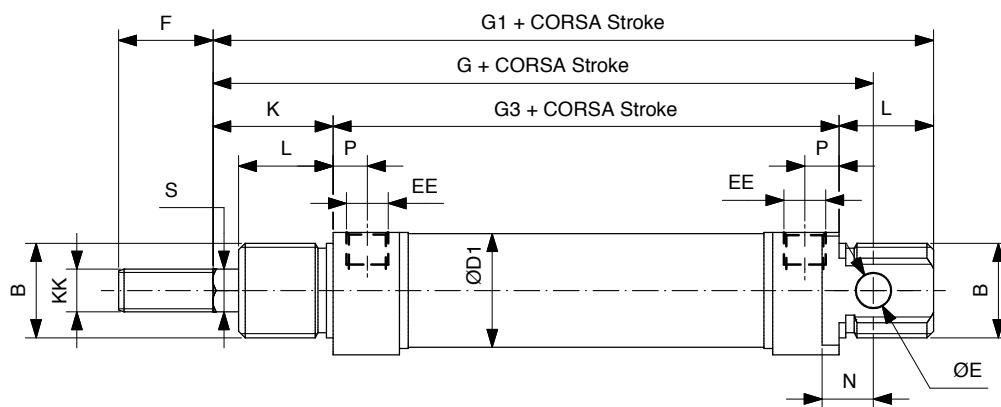 F
G1 + CORSA Stroke
G + CORSA Stroke
K
G3 + CORSA Stroke
L
L
P
P
S
EE
EE
B
KK
ØD1
B
N
ØE